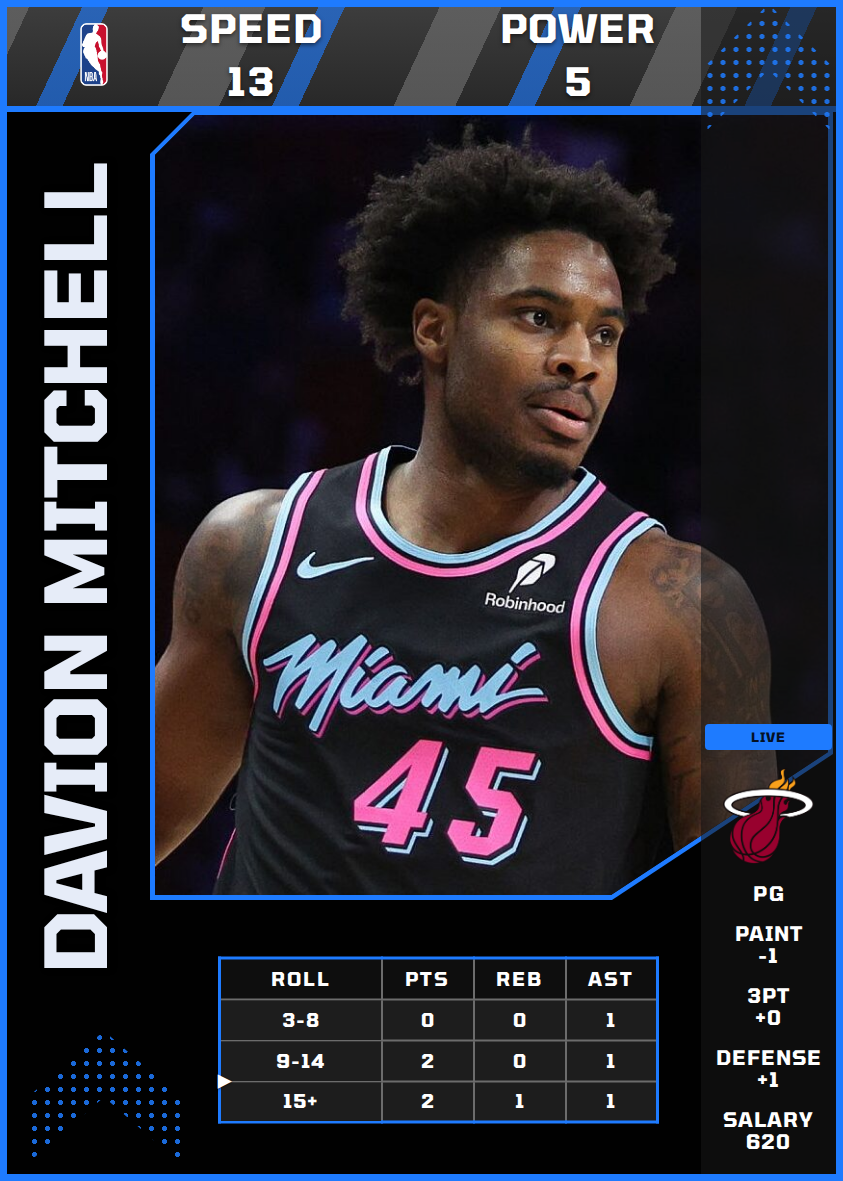 SPEED
13
POWER
5
NBA
DAVION MITCHELL
Robinhood
Miami
45
LIVE
PG
PAINT
-1
3PT
+0
DEFENSE
+1
SALARY
620
ROLL PTS REB AST
3-8 0 0 1
9-14 2 0 1
15+ 2 1 1